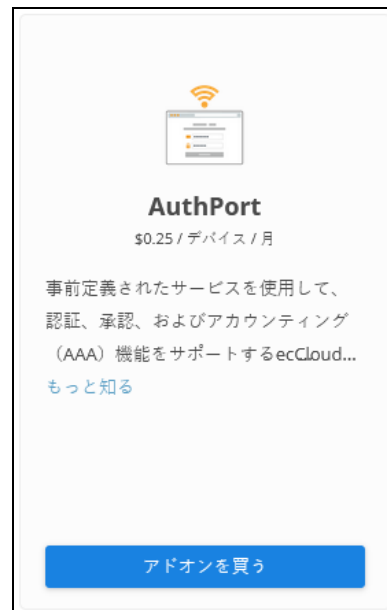 AuthPort
$0.25 / デバイス / 月
事前定義されたサービスを使用して、
認証、承認、およびアカウンティング
（AAA）機能をサポートするecCloud...
もっと知る
アドオンを買う